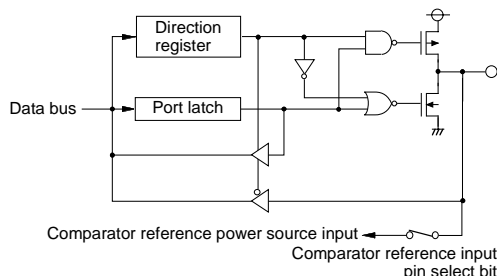 Direction
register
Data bus
Port latch
Comparator reference power source input
Comparator reference input
pin select bit